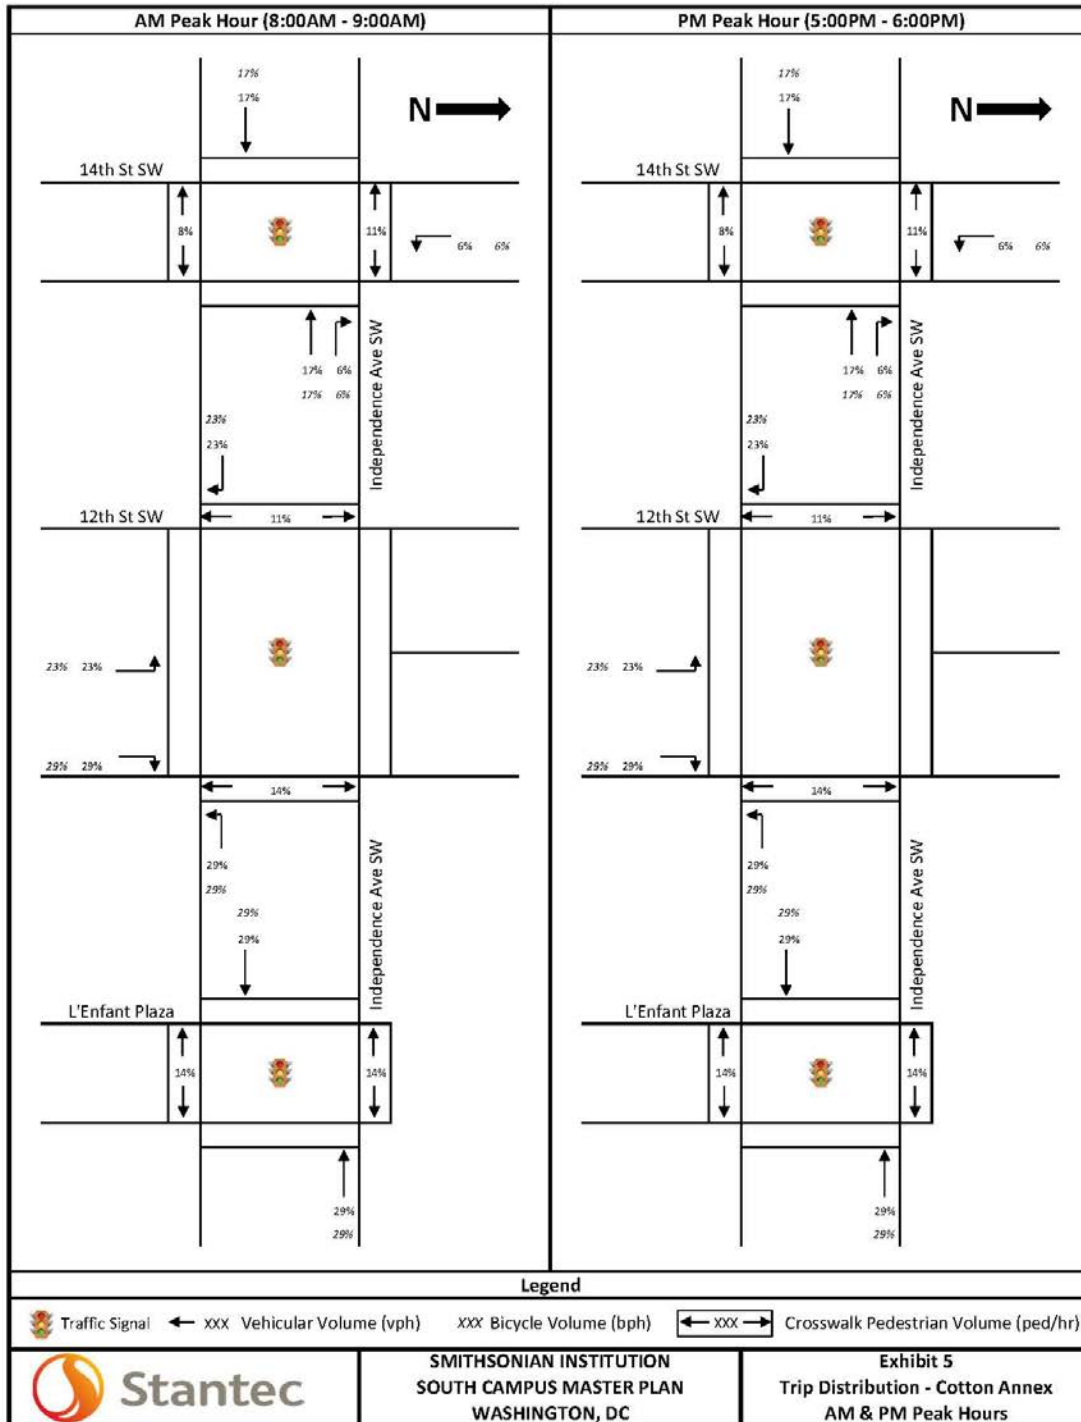 AM Peak Hour (8:00AM - 9:00AM)
17%
17%
N
14th St SW
8%
11%
6% 6%
17% 6%
17% 6%
Independence Ave SW
23%
23%
12th St SW
11%
23% 23%
29% 29%
14%
29%
29%
29%
29%
Independence Ave SW
L'Enfant Plaza
14%
14%
29%
29%
PM Peak Hour (5:00PM - 6:00PM)
17%
17%
N
14th St SW
8%
11%
6% 6%
17% 6%
17% 6%
Independence Ave SW
23%
23%
12th St SW
11%
23% 23%
29% 29%
14%
29%
29%
29%
29%
Independence Ave SW
L'Enfant Plaza
14%
14%
29%
29%
Legend
Traffic Signal
XXX Vehicular Volume (vph)
XXX Bicycle Volume (bph)
XXX Crosswalk Pedestrian Volume (ped/hr)
Stantec
SMITHSONIAN INSTITUTION
SOUTH CAMPUS MASTER PLAN
WASHINGTON, DC
Exhibit 5
Trip Distribution - Cotton Annex
AM & PM Peak Hours